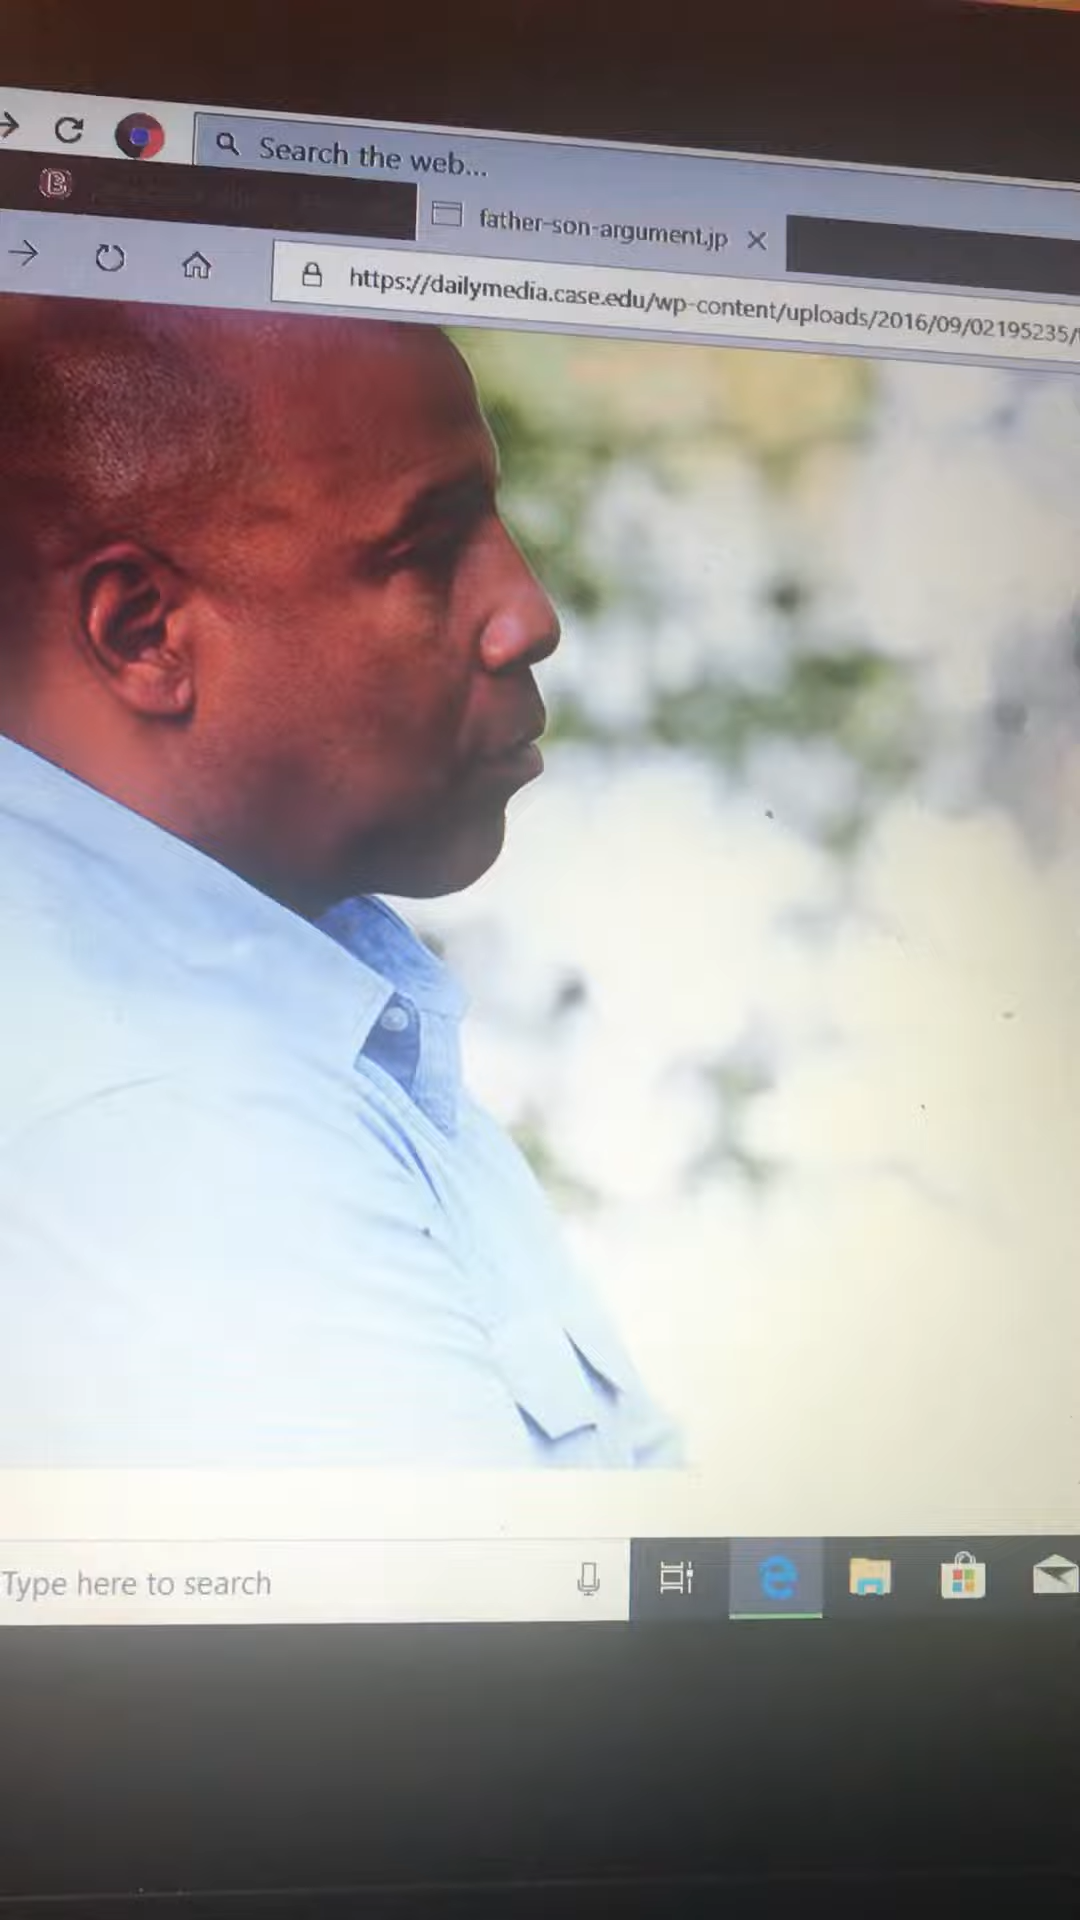 Search the web...
father-son-argument.jp
https://dailymedia.case.edu/wp-content/uploads/2016/09/02195235/
Type here to search